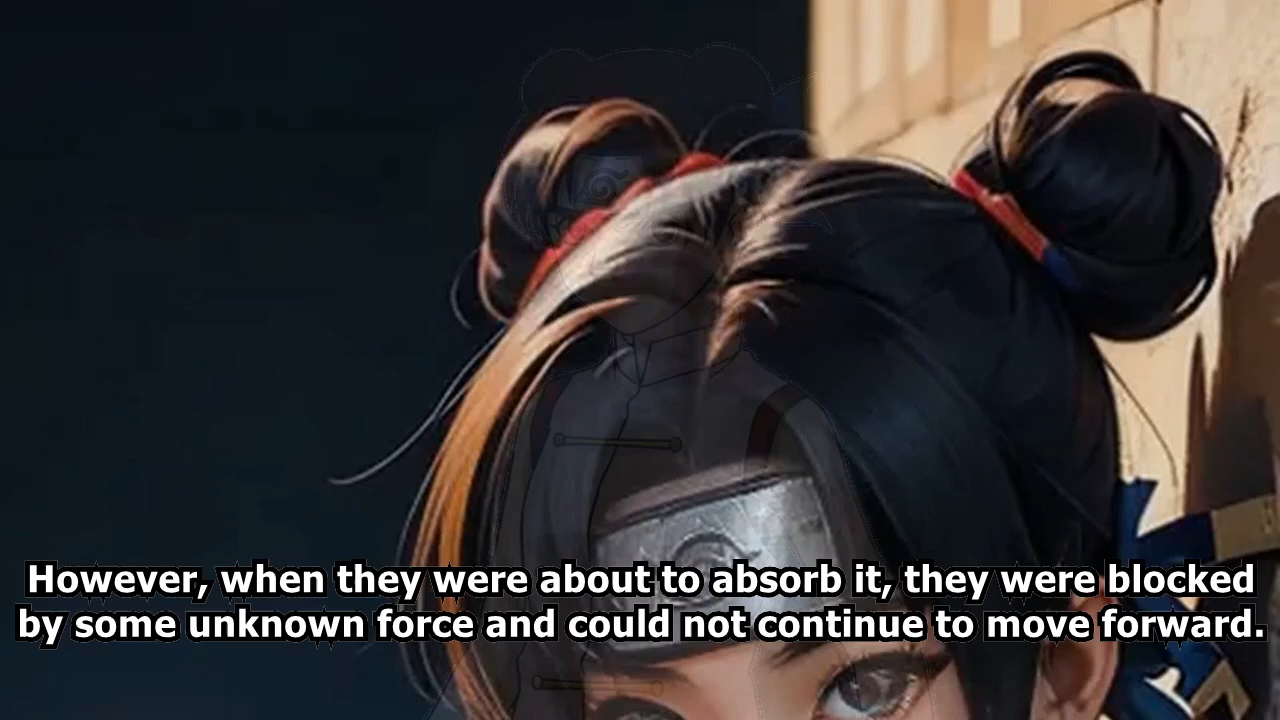 However, when they were about to absorb it, they were blocked
by some unknown force and could not continue to move forward.